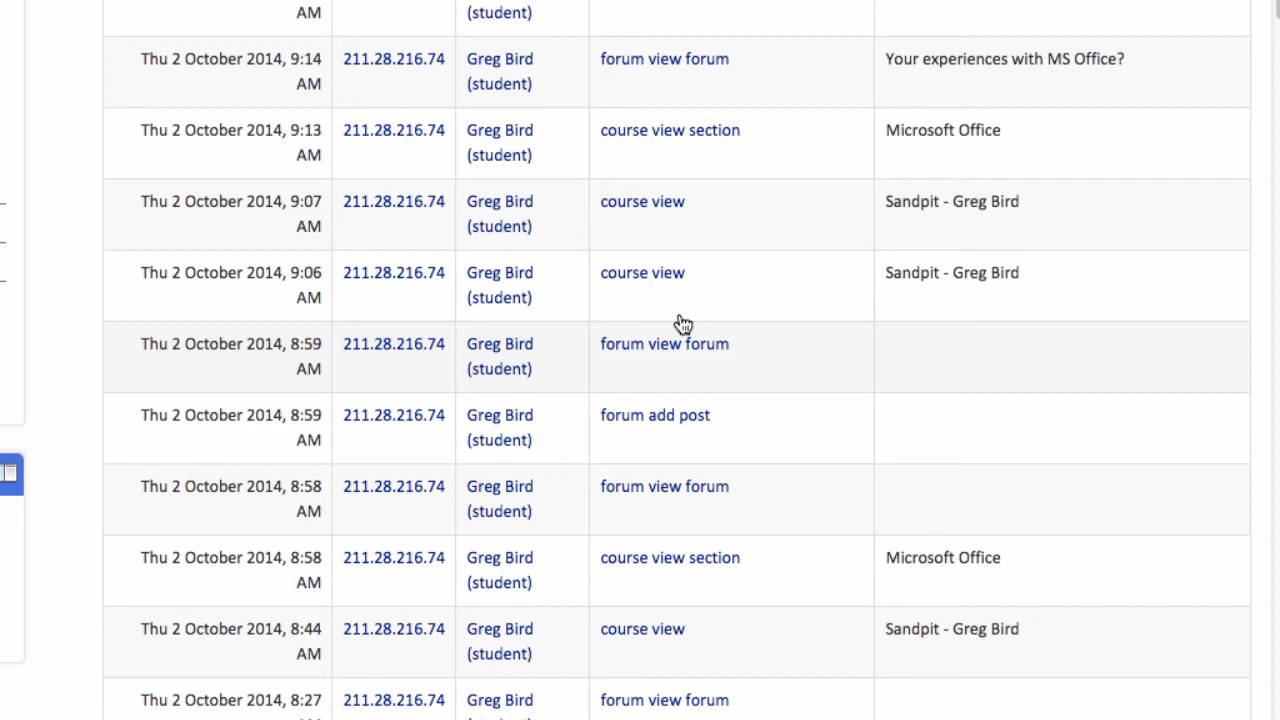 AM (student)
Thu 2 October 2014, 9:14 211.28.216.74 Greg Bird forum view forum Your experiences with MS Office?
AM (student)
Thu 2 October 2014, 9:13 211.28.216.74 Greg Bird course view section Microsoft Office
AM (student)
Thu 2 October 2014, 9:07 211.28.216.74 Greg Bird course view Sandpit - Greg Bird
AM (student)
Thu 2 October 2014, 9:06 211.28.216.74 Greg Bird course view Sandpit - Greg Bird
AM (student)
Thu 2 October 2014, 8:59 211.28.216.74 Greg Bird forum view forum
AM (student)
Thu 2 October 2014, 8:59 211.28.216.74 Greg Bird forum add post
AM (student)
Thu 2 October 2014, 8:58 211.28.216.74 Greg Bird forum view forum
AM (student)
Thu 2 October 2014, 8:58 211.28.216.74 Greg Bird course view section Microsoft Office
AM (student)
Thu 2 October 2014, 8:44 211.28.216.74 Greg Bird course view Sandpit - Greg Bird
AM (student)
Thu 2 October 2014, 8:27 211.28.216.74 Greg Bird forum view forum